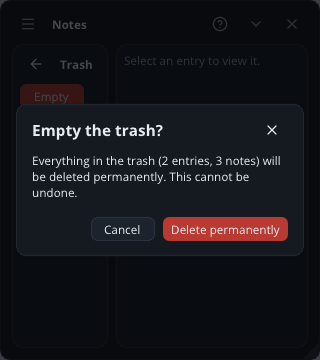 Notes
Trash
Select an entry to view it.
Empty
Empty the trash?
Everything in the trash (2 entries, 3 notes) will
be deleted permanently. This cannot be
undone.
Cancel
Delete permanently